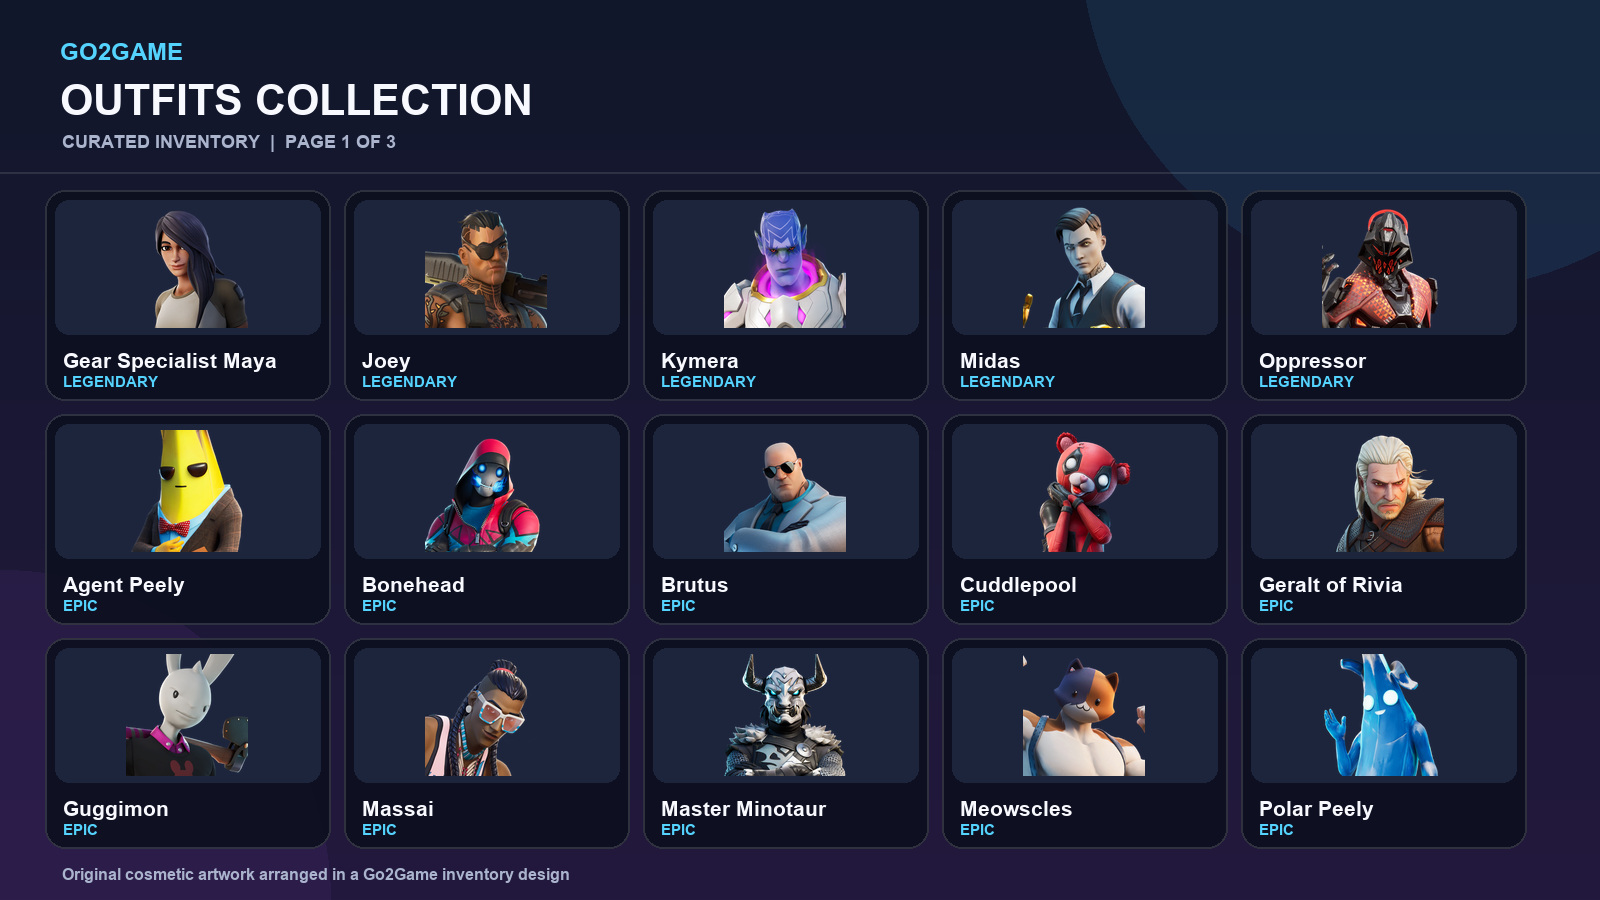 GO2GAME
OUTFITS COLLECTION
CURATED INVENTORY | PAGE 1 OF 3
Gear Specialist Maya
LEGENDARY
Joey
LEGENDARY
Kymera
LEGENDARY
Midas
LEGENDARY
Oppressor
LEGENDARY
Agent Peely
EPIC
Bonehead
EPIC
Brutus
EPIC
Cuddlepool
EPIC
Geralt of Rivia
EPIC
Guggimon
EPIC
Massai
EPIC
Master Minotaur
EPIC
Meowscles
EPIC
Polar Peely
EPIC
Original cosmetic artwork arranged in a Go2Game inventory design